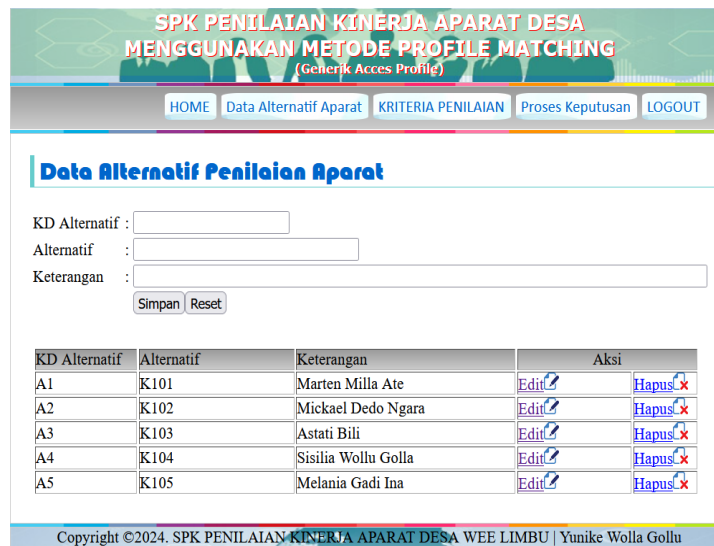 SPK PENILAIAN KINERJA APARAT DESA
MENGGUNAKAN METODE PROFILE MATCHING
(Generik Acces Profile)
HOME Data Alternatif Aparat KRITERIA PENILAIAN Proses Keputusan LOGOUT
Data Alternatif Penilaian Aparat
KD Alternatif :
Alternatif :
Keterangan :
Simpan Reset
KD Alternatif Alternatif Keterangan Aksi
A1 K101 Marten Milla Ate Edit Hapus
A2 K102 Mickael Dedo Ngara Edit Hapus
A3 K103 Astati Bili Edit Hapus
A4 K104 Sisilia Wollu Golla Edit Hapus
A5 K105 Melania Gadi Ina Edit Hapus
Copyright ©2024. SPK PENILAIAN KINERJA APARAT DESA WEE LIMBU | Yunike Wolla Gollu